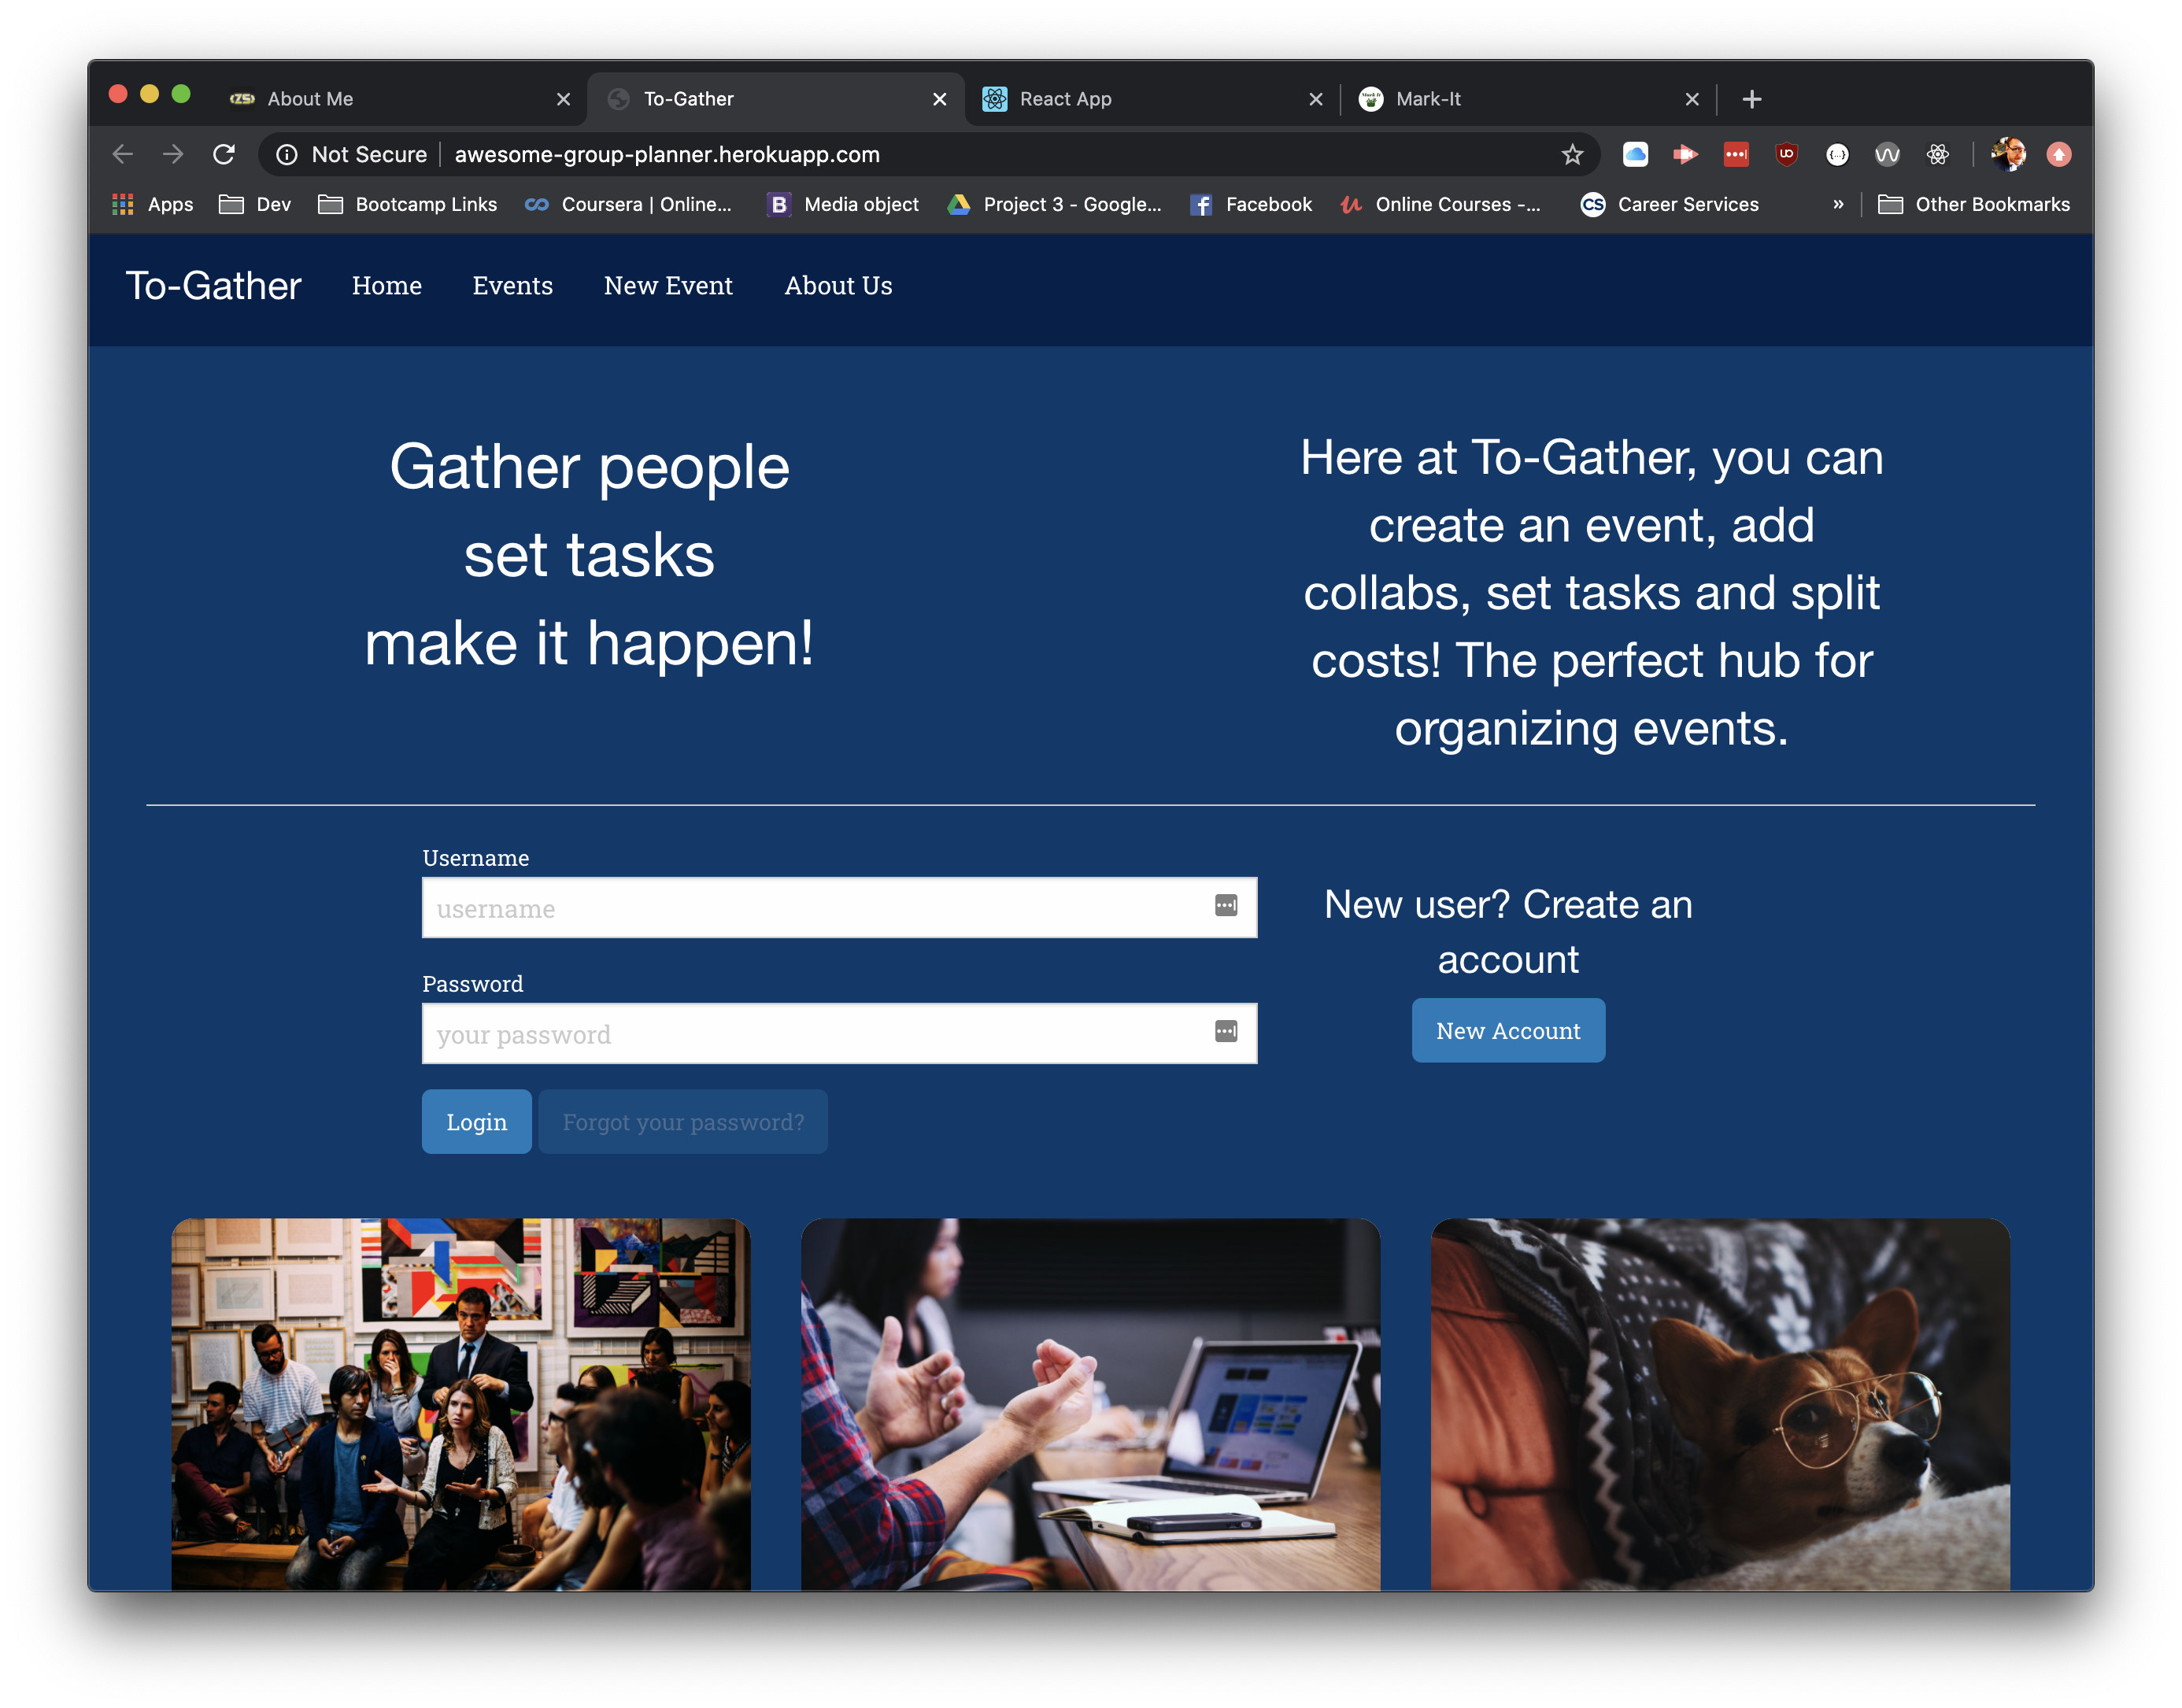 About Me
To-Gather
React App
Mark-It
Not Secure
awesome-group-planner.herokuapp.com
Apps
Dev
Bootcamp Links
Coursera | Online...
B
Media object
Project 3 - Google...
Facebook
Online Courses -...
CS
Career Services
»
Other Bookmarks
To-Gather
Home
Events
New Event
About Us
Gather people
set tasks
make it happen!
Here at To-Gather, you can
create an event, add
collabs, set tasks and split
costs! The perfect hub for
organizing events.
Username
username
Password
your password
Login
Forgot your password?
New user? Create an
account
New Account